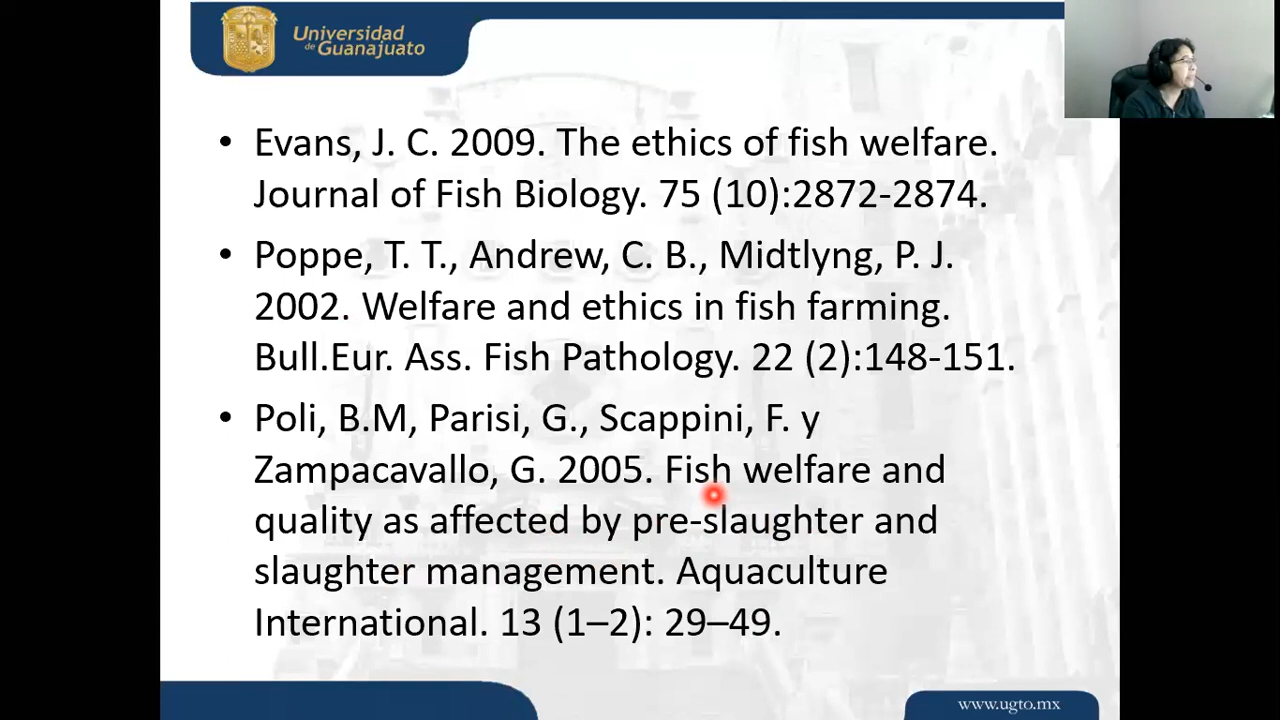 Universidad
de Guanajuato
• Evans, J. C. 2009. The ethics of fish welfare.
Journal of Fish Biology. 75 (10):2872-2874.
• Poppe, T. T., Andrew, C. B., Midtlyng, P. J.
2002. Welfare and ethics in fish farming.
Bull.Eur. Ass. Fish Pathology. 22 (2):148-151.
• Poli, B.M, Parisi, G., Scappini, F. y
Zampacavallo, G. 2005. Fish welfare and
quality as affected by pre-slaughter and
slaughter management. Aquaculture
International. 13 (1–2): 29–49.
www.ugto.mx